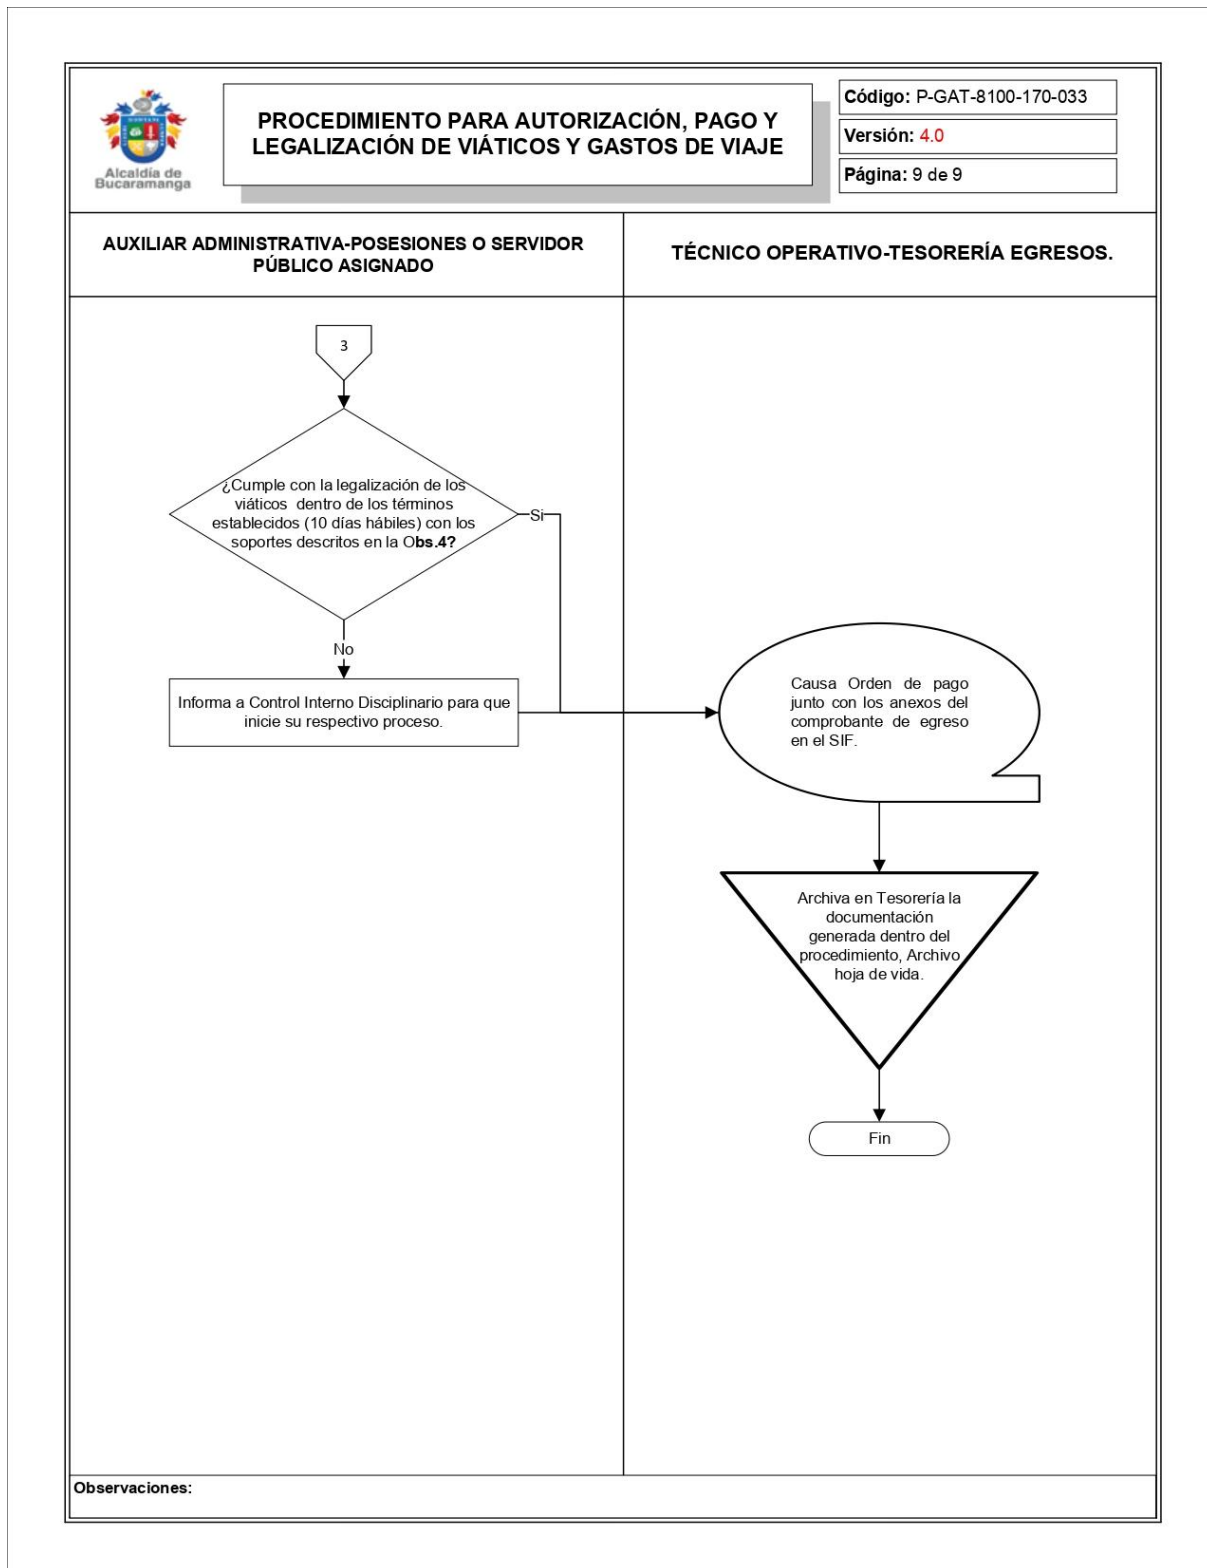 Alcaldía de
Bucaramanga
PROCEDIMIENTO PARA AUTORIZACIÓN, PAGO Y
LEGALIZACIÓN DE VIÁTICOS Y GASTOS DE VIAJE
Código: P-GAT-8100-170-033
Versión: 4.0
Página: 9 de 9
AUXILIAR ADMINISTRATIVA-POSESIONES O SERVIDOR
PÚBLICO ASIGNADO
TÉCNICO OPERATIVO-TESORERÍA EGRESOS.
3
¿Cumple con la legalización de los
viáticos dentro de los términos
establecidos (10 días hábiles) con los
soportes descritos en la Obs.4?
Si
No
Informa a Control Interno Disciplinario para que
inicie su respectivo proceso.
Causa Orden de pago
junto con los anexos del
comprobante de egreso
en el SIF.
Archiva en Tesorería la
documentación
generada dentro del
procedimiento, Archivo
hoja de vida.
Fin
Observaciones: